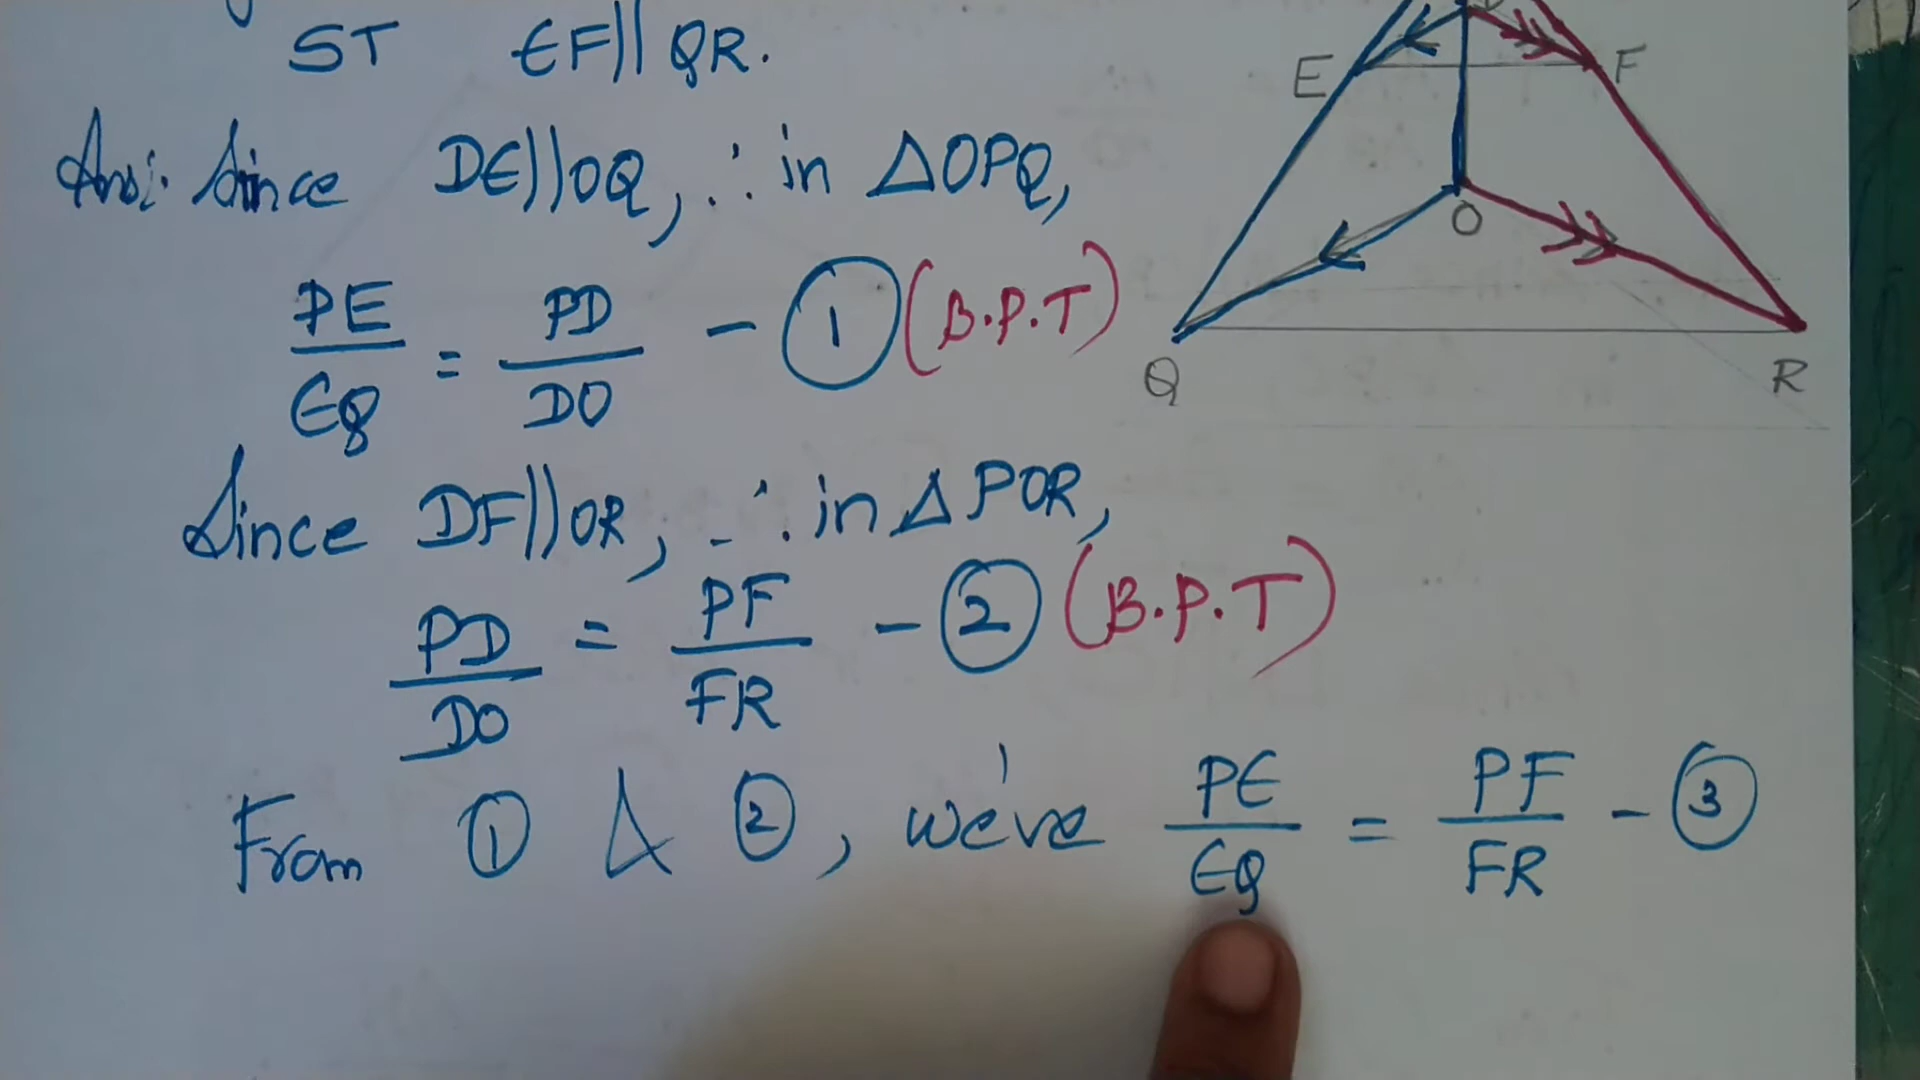 ST EF||QR.
Ans:. Since DE||OQ, ∴ in △OPQ,
PE/EQ = PD/DO - ① (B.P.T)
Since DF||OR, ∴ in △POR,
PD/DO = PF/FR - ② (B.P.T)
From ① & ②, we've PE/EQ = PF/FR - ③
E F
O
Q R